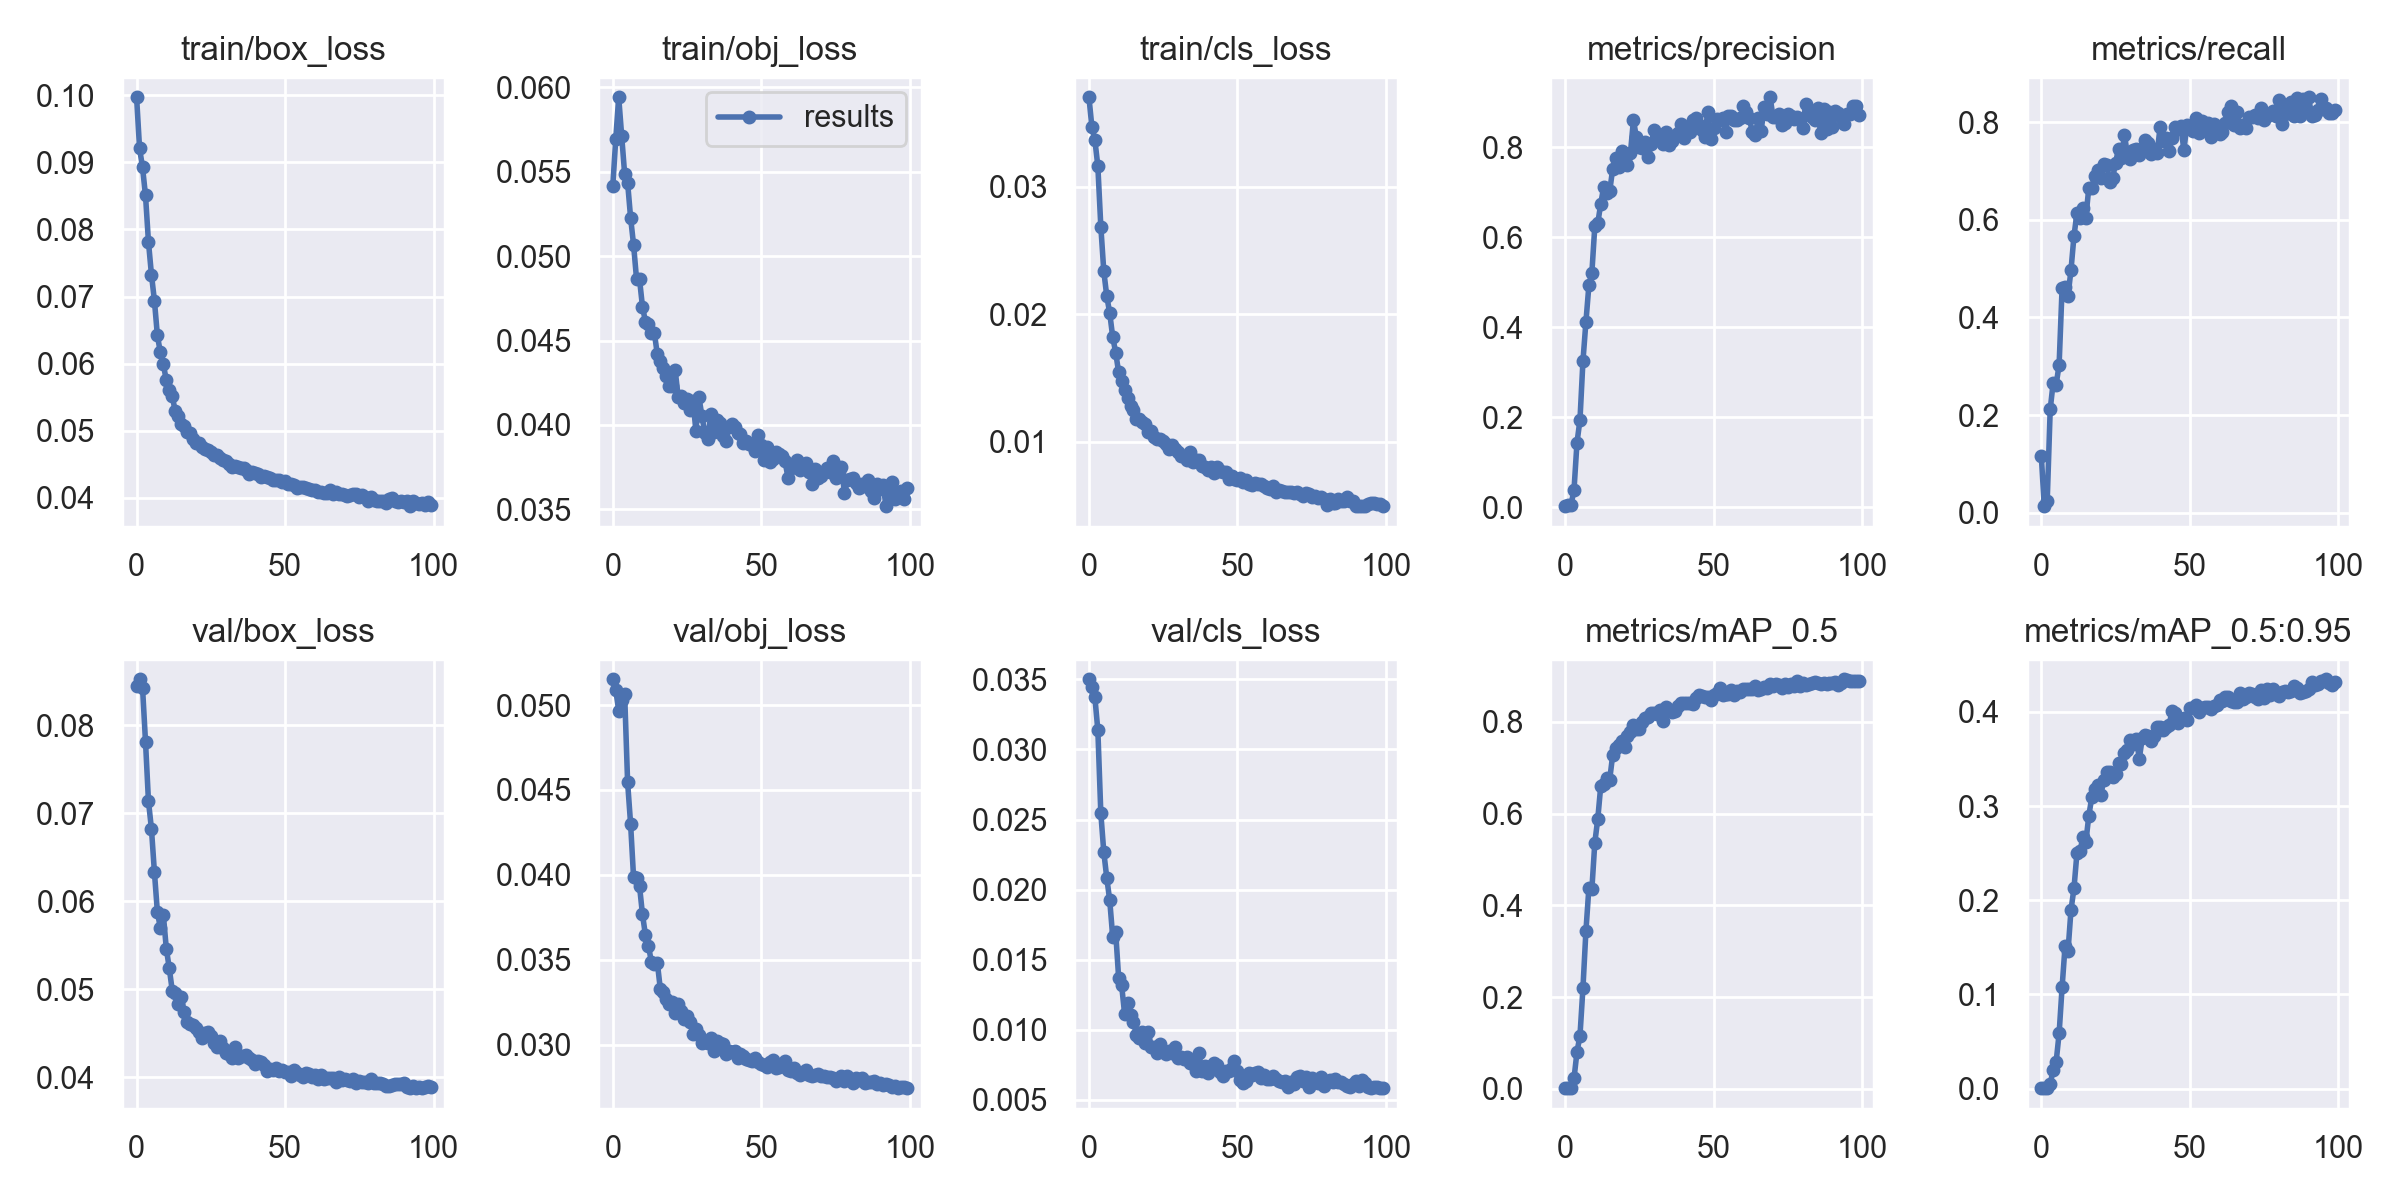 train/box_loss
0.10
0.09
0.08
0.07
0.06
0.05
0.04
0 50 100
train/obj_loss
results
0.060
0.055
0.050
0.045
0.040
0.035
0 50 100
train/cls_loss
0.03
0.02
0.01
0 50 100
metrics/precision
0.8
0.6
0.4
0.2
0.0
0 50 100
metrics/recall
0.8
0.6
0.4
0.2
0.0
0 50 100
val/box_loss
0.08
0.07
0.06
0.05
0.04
0 50 100
val/obj_loss
0.050
0.045
0.040
0.035
0.030
0 50 100
val/cls_loss
0.035
0.030
0.025
0.020
0.015
0.010
0.005
0 50 100
metrics/mAP_0.5
0.8
0.6
0.4
0.2
0.0
0 50 100
metrics/mAP_0.5:0.95
0.4
0.3
0.2
0.1
0.0
0 50 100